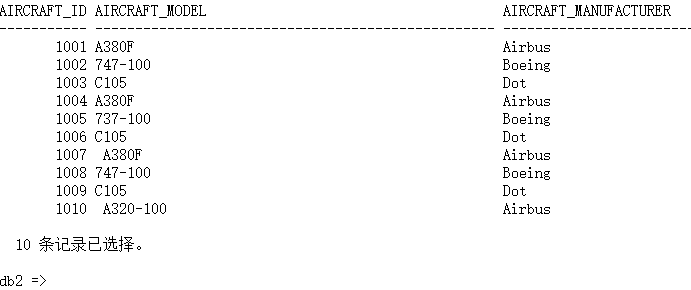 AIRCRAFT_ID AIRCRAFT_MODEL                                     AIRCRAFT_MANUFACTURER
----------- -------------------------------------------------- ------------------------
       1001 A380F                                              Airbus
       1002 747-100                                            Boeing
       1003 C105                                               Dot
       1004 A380F                                              Airbus
       1005 737-100                                            Boeing
       1006 C105                                               Dot
       1007  A380F                                             Airbus
       1008 747-100                                            Boeing
       1009 C105                                               Dot
       1010  A320-100                                          Airbus
  10 条记录已选择。
db2 =>